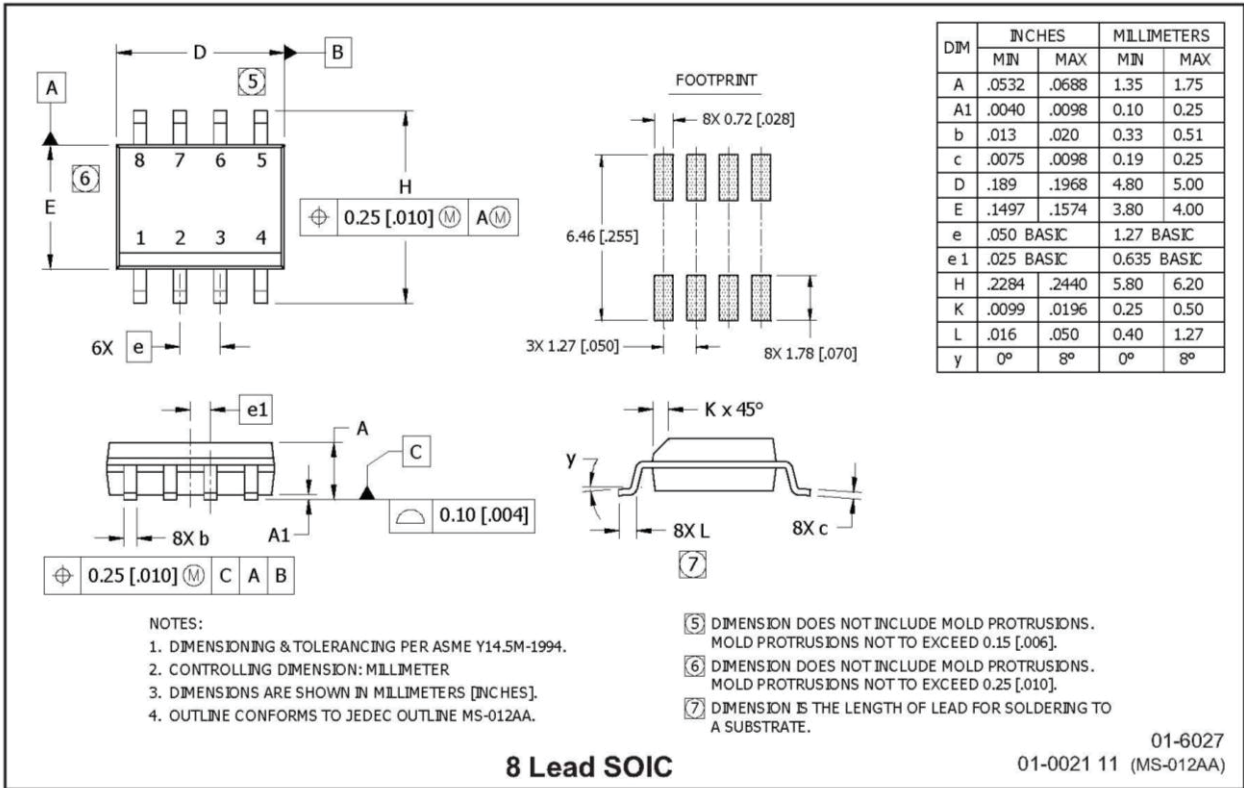 D
B
5
A
8 7 6 5
6
E
H
⌖ 0.25 [.010] Ⓜ A Ⓜ
1 2 3 4
6X e
FOOTPRINT
8X 0.72 [.028]
6.46 [.255]
3X 1.27 [.050]
8X 1.78 [.070]
DIM INCHES MILLIMETERS
MIN MAX MIN MAX
A .0532 .0688 1.35 1.75
A1 .0040 .0098 0.10 0.25
b .013 .020 0.33 0.51
c .0075 .0098 0.19 0.25
D .189 .1968 4.80 5.00
E .1497 .1574 3.80 4.00
e .050 BASIC 1.27 BASIC
e 1 .025 BASIC 0.635 BASIC
H .2284 .2440 5.80 6.20
K .0099 .0196 0.25 0.50
L .016 .050 0.40 1.27
y 0° 8° 0° 8°
e1
A
C
0.10 [.004]
8X b
A1
⌖ 0.25 [.010] Ⓜ C A B
K x 45°
y
8X L
8X c
7
NOTES:
1. DIMENSIONING & TOLERANCING PER ASME Y14.5M-1994.
2. CONTROLLING DIMENSION: MILLIMETER
3. DIMENSIONS ARE SHOWN IN MILLIMETERS [INCHES].
4. OUTLINE CONFORMS TO JEDEC OUTLINE MS-012AA.
5 DIMENSION DOES NOT INCLUDE MOLD PROTRUSIONS.
MOLD PROTRUSIONS NOT TO EXCEED 0.15 [.006].
6 DIMENSION DOES NOT INCLUDE MOLD PROTRUSIONS.
MOLD PROTRUSIONS NOT TO EXCEED 0.25 [.010].
7 DIMENSION IS THE LENGTH OF LEAD FOR SOLDERING TO
A SUBSTRATE.
8 Lead SOIC
01-6027
01-0021 11 (MS-012AA)